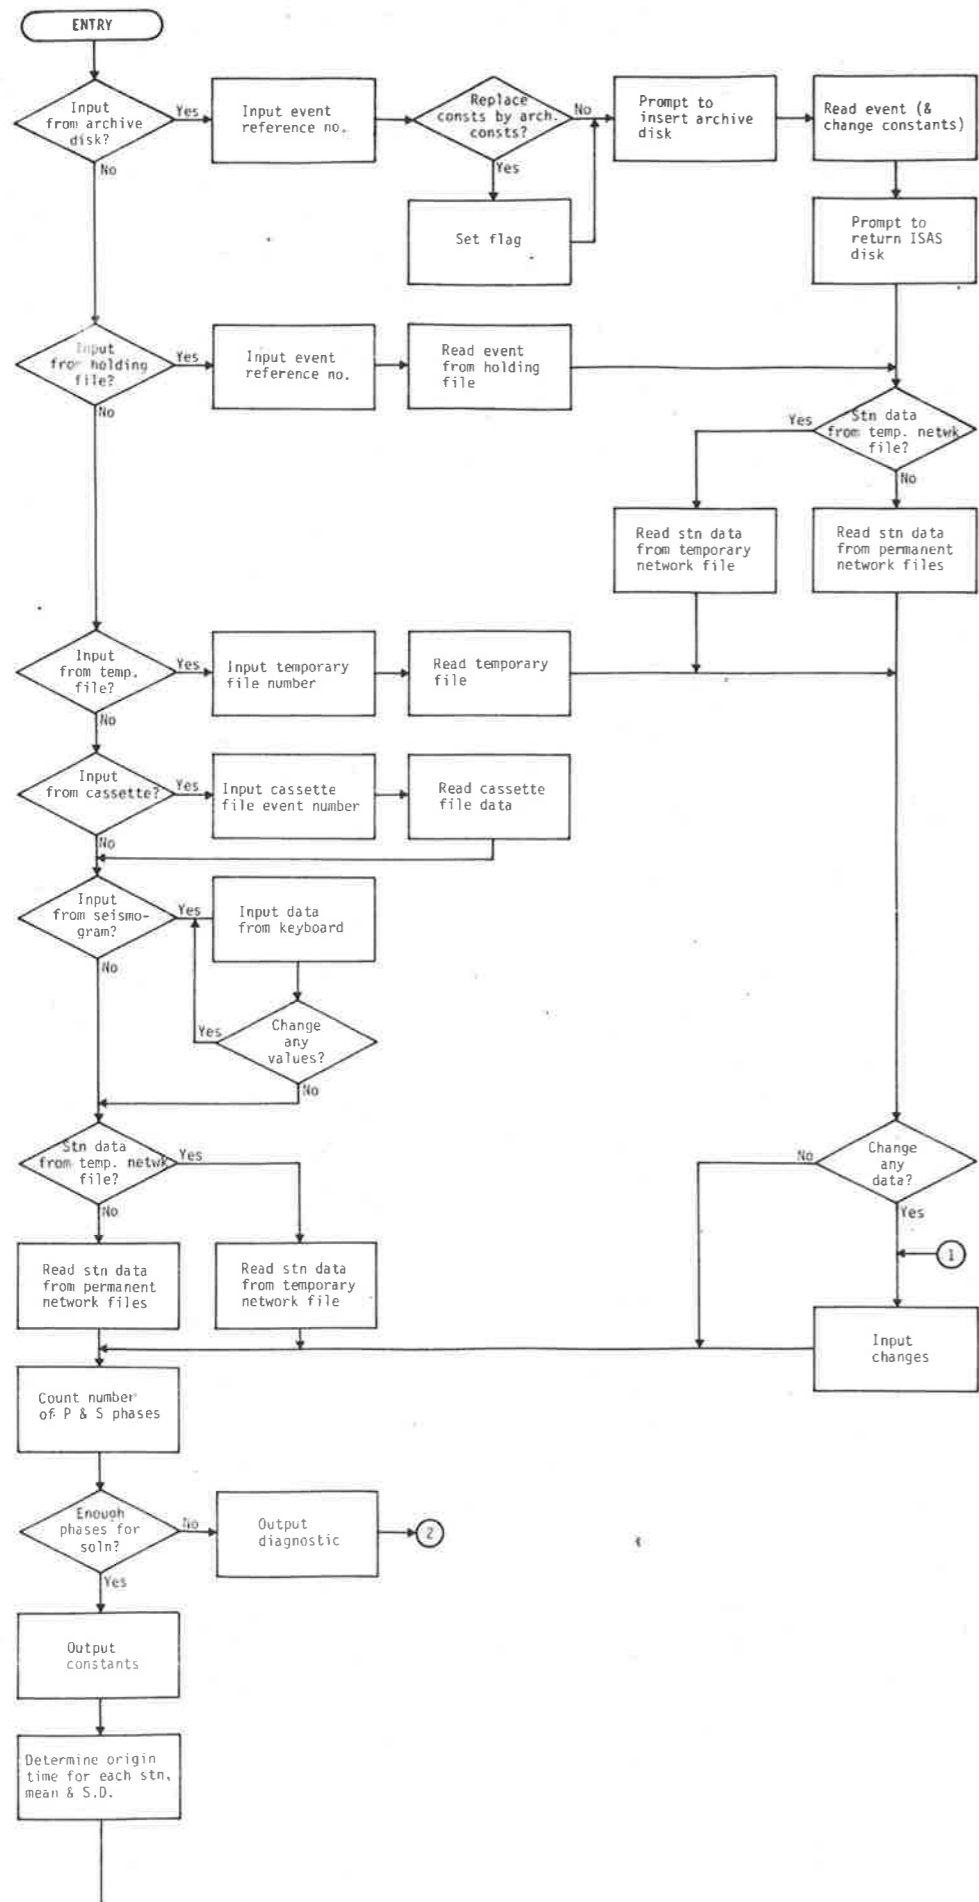 ENTRY
Input
from archive
disk?
Yes
No
Input event
reference no.
Replace
consts by arch.
consts?
No
Yes
Set flag
Prompt to
insert archive
disk
Read event (&
change constants)
Prompt to
return ISAS
disk
Input
from holding
file?
Yes
No
Input event
reference no.
Read event
from holding
file
Stn data
from temp. netwk
file?
Yes
No
Read stn data
from temporary
network file
Read stn data
from permanent
network files
Input
from temp.
file?
Yes
No
Input temporary
file number
Read temporary
file
Input
from cassette?
Yes
No
Input cassette
file event number
Read cassette
file data
Input
from seismo-
gram?
Yes
No
Input data
from keyboard
Change
any
values?
Yes
No
Stn data
from temp. netwk
file?
Yes
No
Read stn data
from permanent
network files
Read stn data
from temporary
network file
Change
any
data?
No
Yes
1
Input
changes
Count number
of P & S phases
Enough
phases for
soln?
No
Yes
Output
diagnostic
2
Output
constants
Determine origin
time for each stn,
mean & S.D.